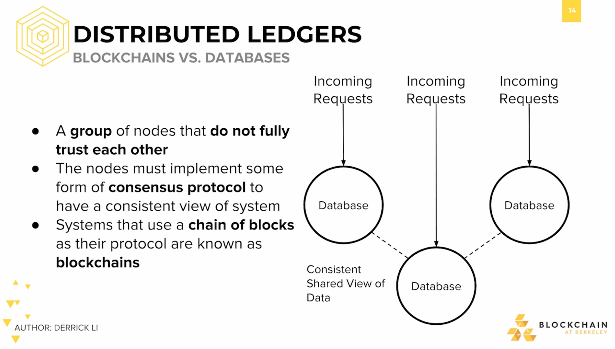 14
DISTRIBUTED LEDGERS
BLOCKCHAINS VS. DATABASES
● A group of nodes that do not fully
trust each other
● The nodes must implement some
form of consensus protocol to
have a consistent view of system
● Systems that use a chain of blocks
as their protocol are known as
blockchains
Incoming
Requests
Incoming
Requests
Incoming
Requests
Database
Database
Database
Consistent
Shared View of
Data
AUTHOR: DERRICK LI
BLOCKCHAIN
AT BERKELEY